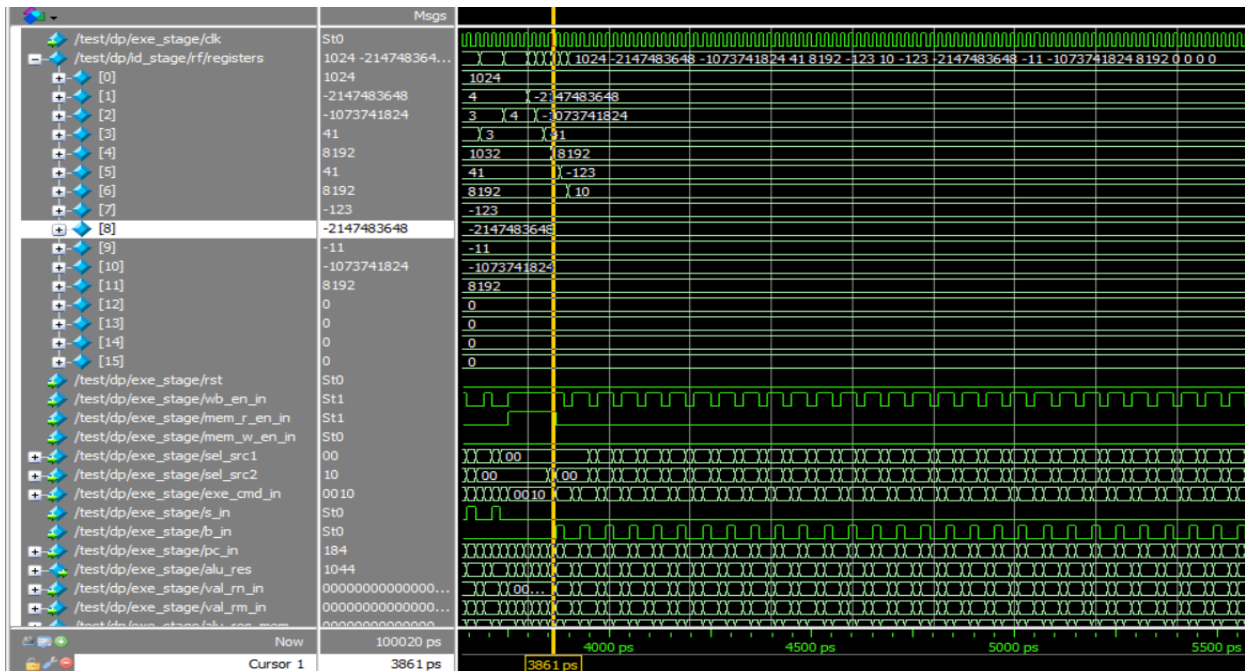 Msgs
/test/dp/exe_stage/clk St0
/test/dp/id_stage/rf/registers 1024 -214748364... 1024 -2147483648 -1073741824 41 8192 -123 10 -123 -2147483648 -11 -1073741824 8192 0 0 0 0
[0] 1024 1024
[1] -2147483648 4 -2147483648
[2] -1073741824 3 4 -1073741824
[3] 41 3 41
[4] 8192 1032 8192
[5] 41 41 -123
[6] 8192 8192 10
[7] -123 -123
[8] -2147483648 -2147483648
[9] -11 -11
[10] -1073741824 -1073741824
[11] 8192 8192
[12] 0 0
[13] 0 0
[14] 0 0
[15] 0 0
/test/dp/exe_stage/rst St0
/test/dp/exe_stage/wb_en_in St1
/test/dp/exe_stage/mem_r_en_in St1
/test/dp/exe_stage/mem_w_en_in St0
/test/dp/exe_stage/sel_src1 00 00
/test/dp/exe_stage/sel_src2 10 00 00
/test/dp/exe_stage/exe_cmd_in 0010 0010
/test/dp/exe_stage/s_in St0
/test/dp/exe_stage/b_in St0
/test/dp/exe_stage/pc_in 184
/test/dp/exe_stage/alu_res 1044
/test/dp/exe_stage/val_rn_in 00000000000000... 00...
/test/dp/exe_stage/val_rm_in 00000000000000...
Now 100020 ps 4000 ps 4500 ps 5000 ps 5500 ps
Cursor 1 3861 ps 3861 ps